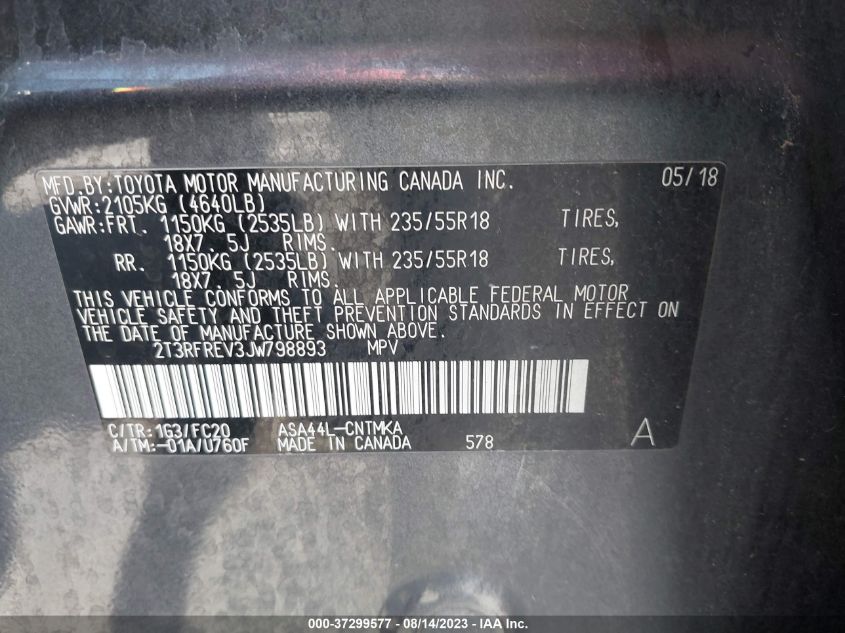 MFD.BY:TOYOTA MOTOR MANUFACTURING CANADA INC. 05/18
GVWR:2105KG (4640LB)
GAWR:FRT. 1150KG (2535LB) WITH 235/55R18 TIRES,
18X7.5J RIMS.
RR. 1150KG (2535LB) WITH 235/55R18 TIRES,
18X7.5J RIMS.
THIS VEHICLE CONFORMS TO ALL APPLICABLE FEDERAL MOTOR
VEHICLE SAFETY AND THEFT PREVENTION STANDARDS IN EFFECT ON
THE DATE OF MANUFACTURE SHOWN ABOVE.
2T3RFREV3JW798893 MPV
C/TR:1G3/FC20 ASA44L-CNTMKA
A/TM:-01A/U760F MADE IN CANADA 578 A
000-37299577 - 08/14/2023 - IAA Inc.